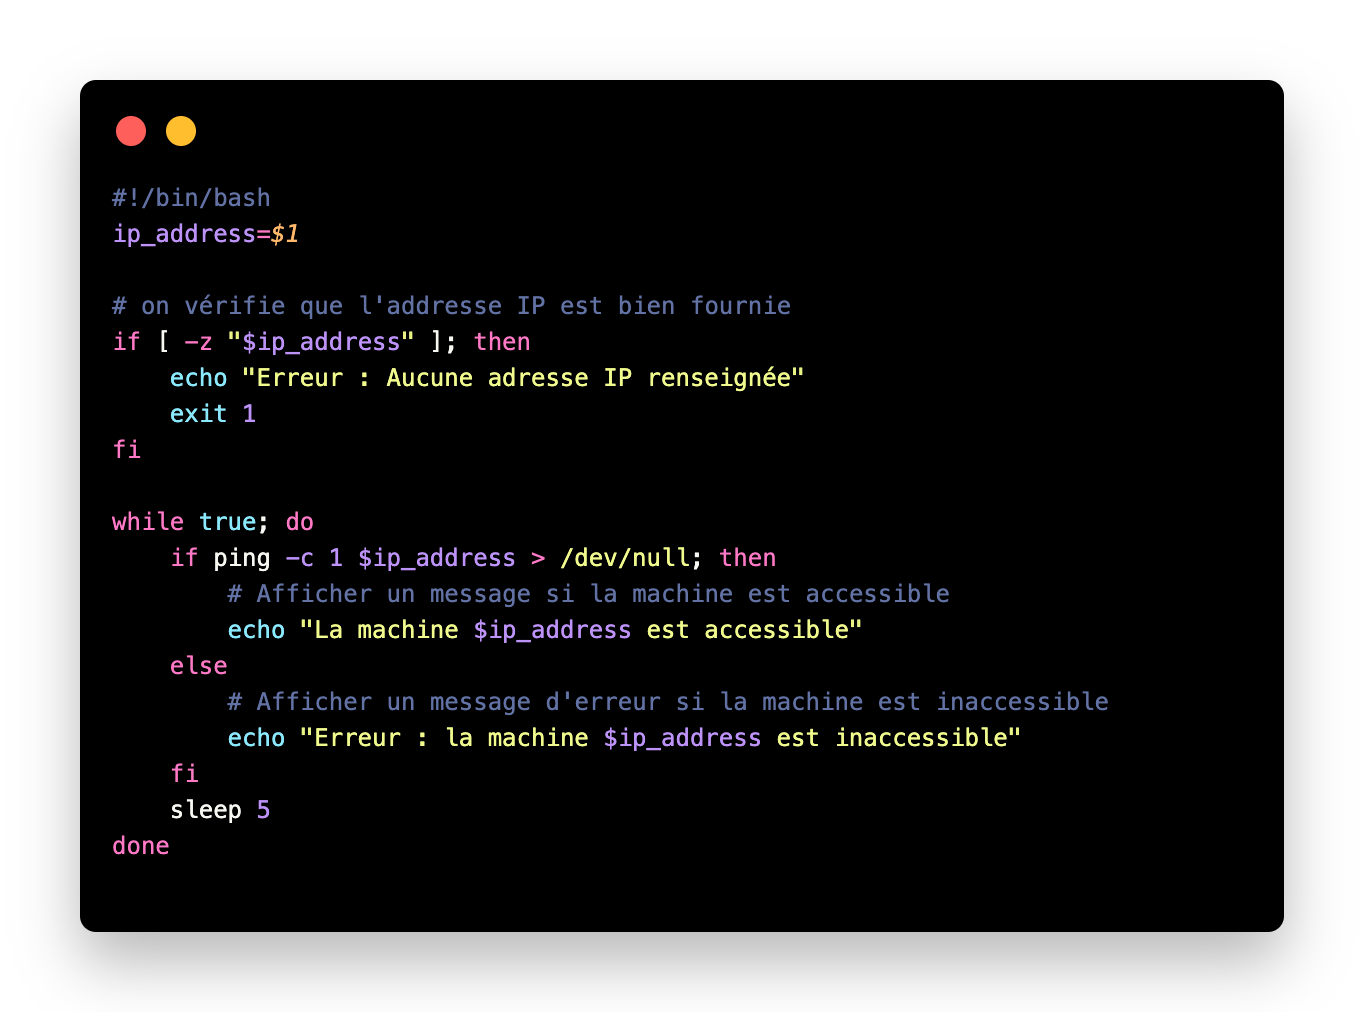 #!/bin/bash
ip_address=$1
# on vérifie que l'addresse IP est bien fournie
if [ -z "$ip_address" ]; then
    echo "Erreur : Aucune adresse IP renseignée"
    exit 1
fi
while true; do
    if ping -c 1 $ip_address > /dev/null; then
        # Afficher un message si la machine est accessible
        echo "La machine $ip_address est accessible"
    else
        # Afficher un message d'erreur si la machine est inaccessible
        echo "Erreur : la machine $ip_address est inaccessible"
    fi
    sleep 5
done